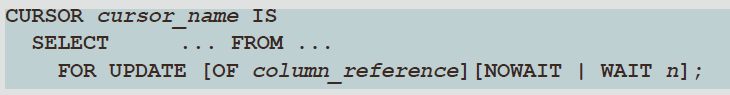 CURSOR cursor_name IS
SELECT ... FROM ...
FOR UPDATE [OF column_reference][NOWAIT | WAIT n];